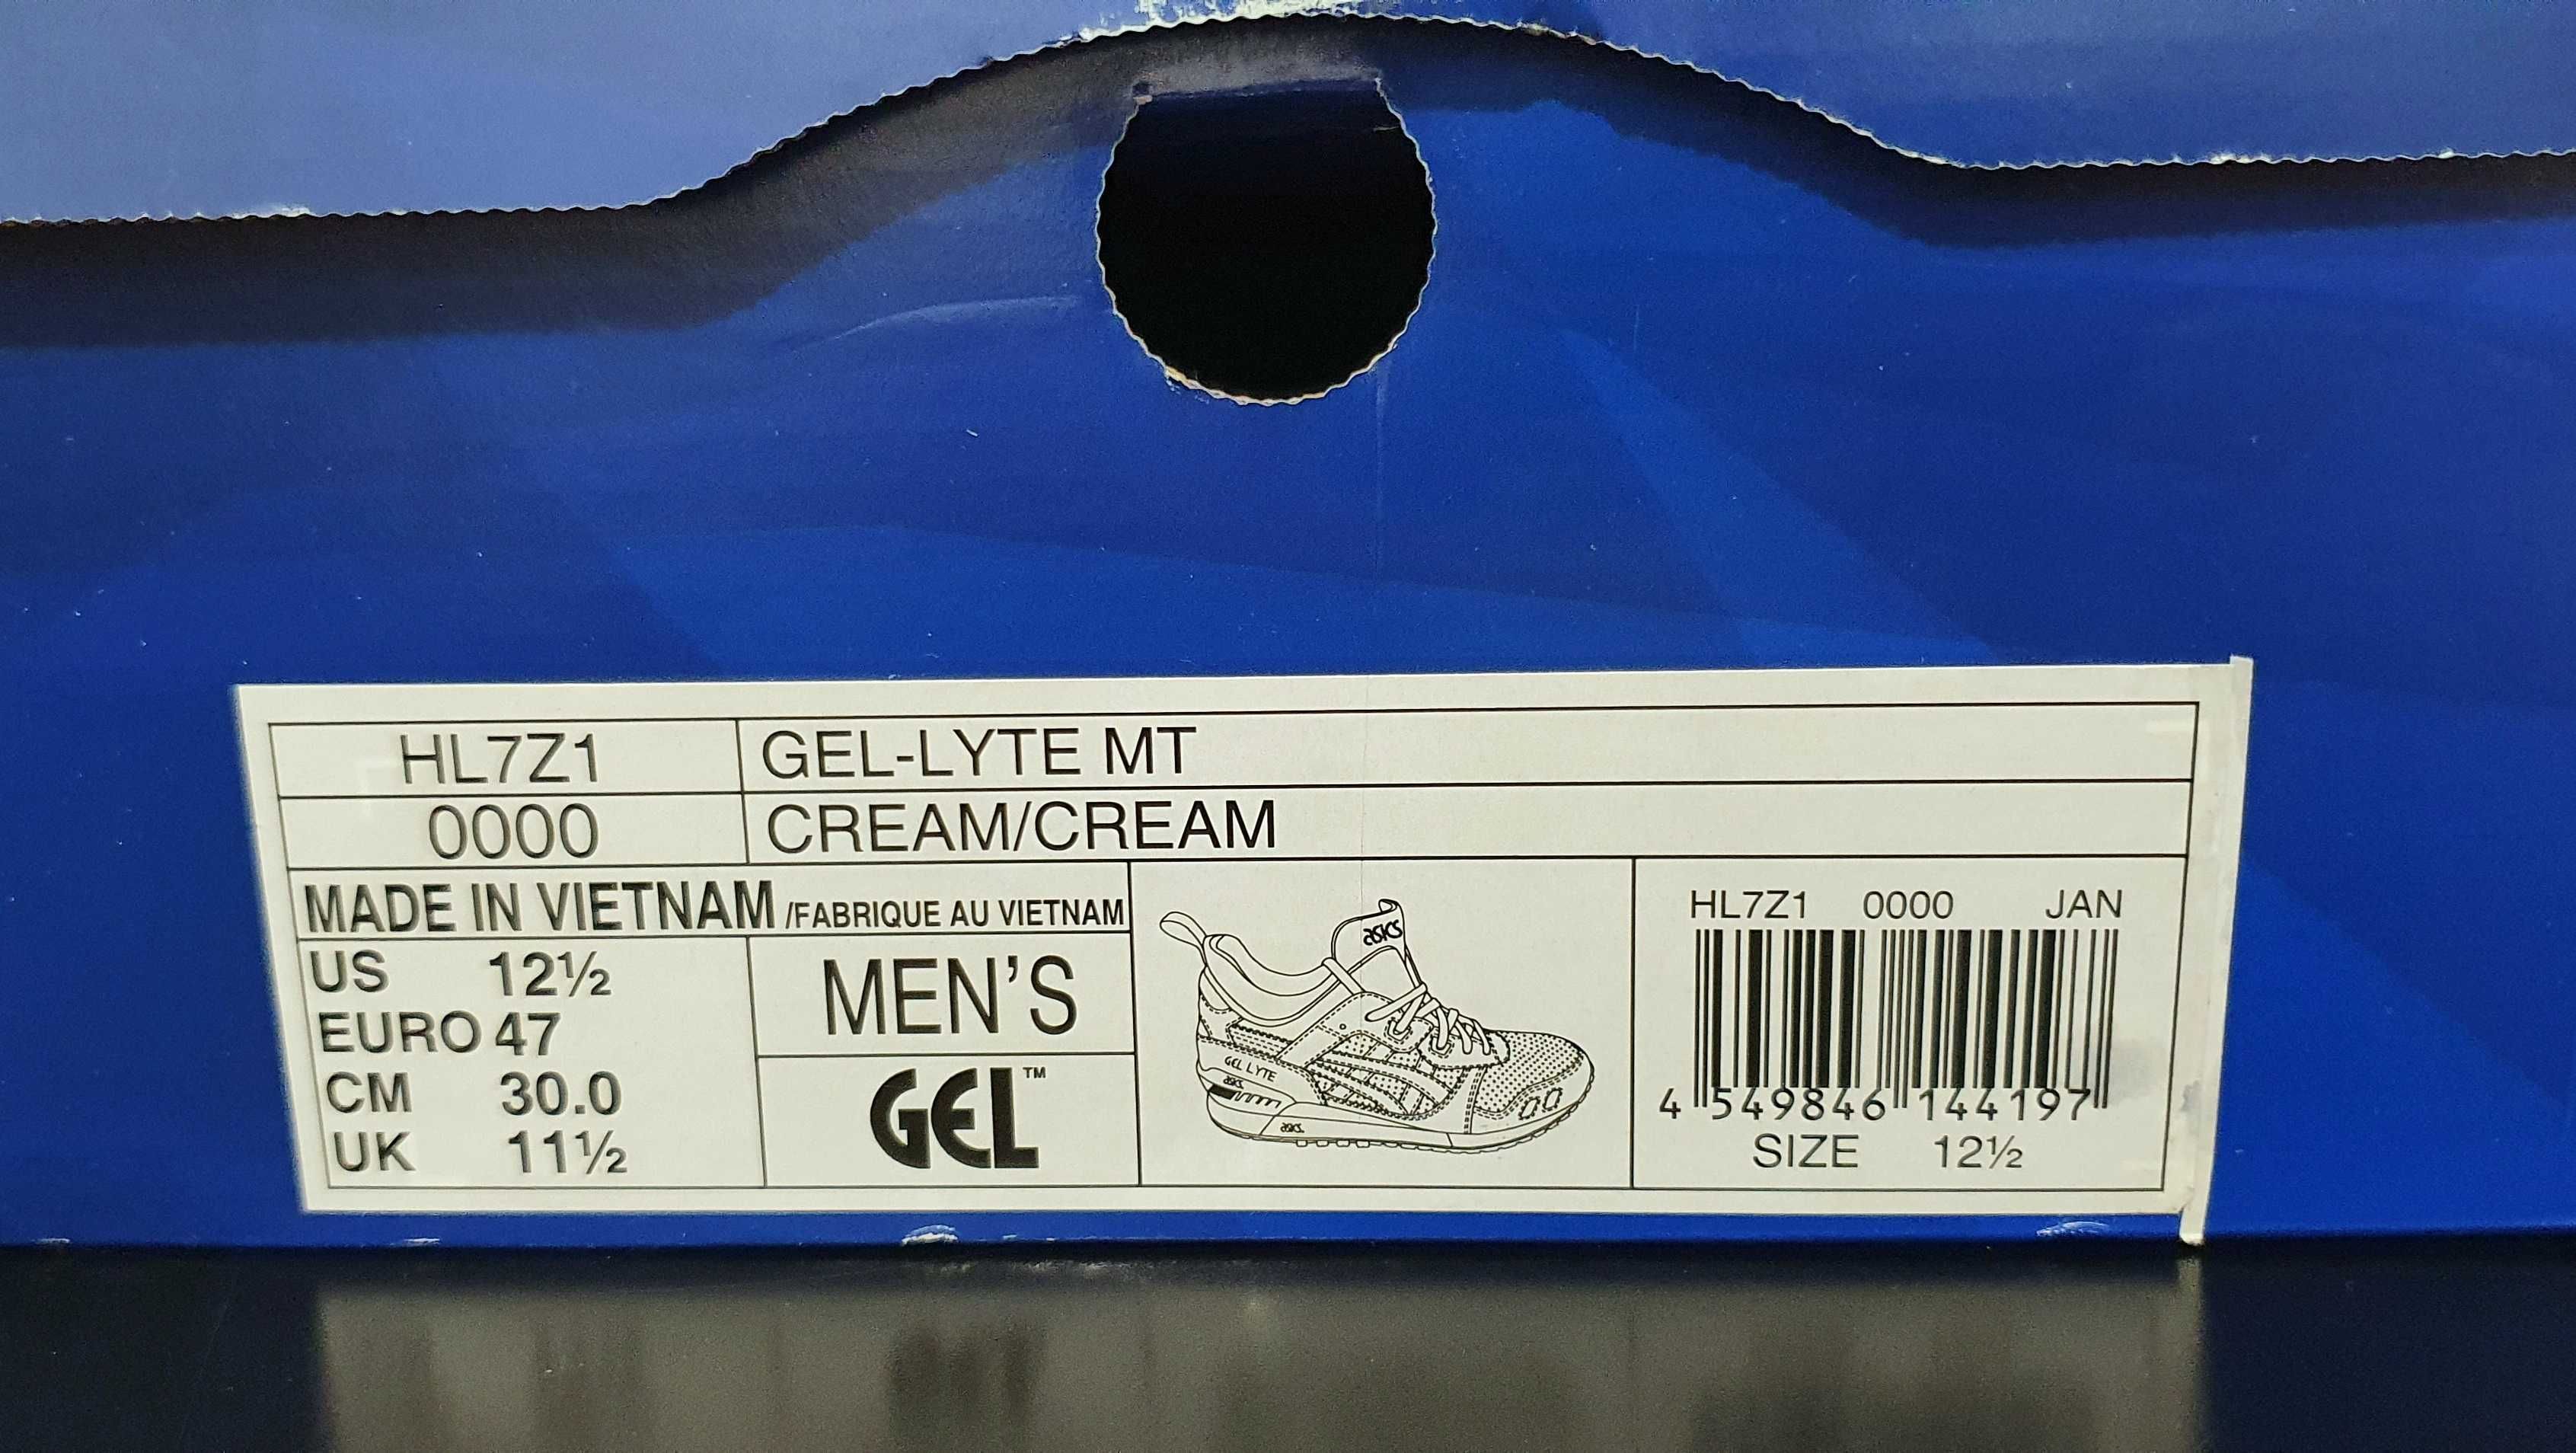 HL7Z1 GEL-LYTE MT
0000 CREAM/CREAM
MADE IN VIETNAM /FABRIQUE AU VIETNAM
US 12½
EURO 47
CM 30.0
UK 11½
MEN'S
GEL™
asics
GEL LYTE
asics
asics
HL7Z1 0000 JAN
4 549846 144197
SIZE 12½